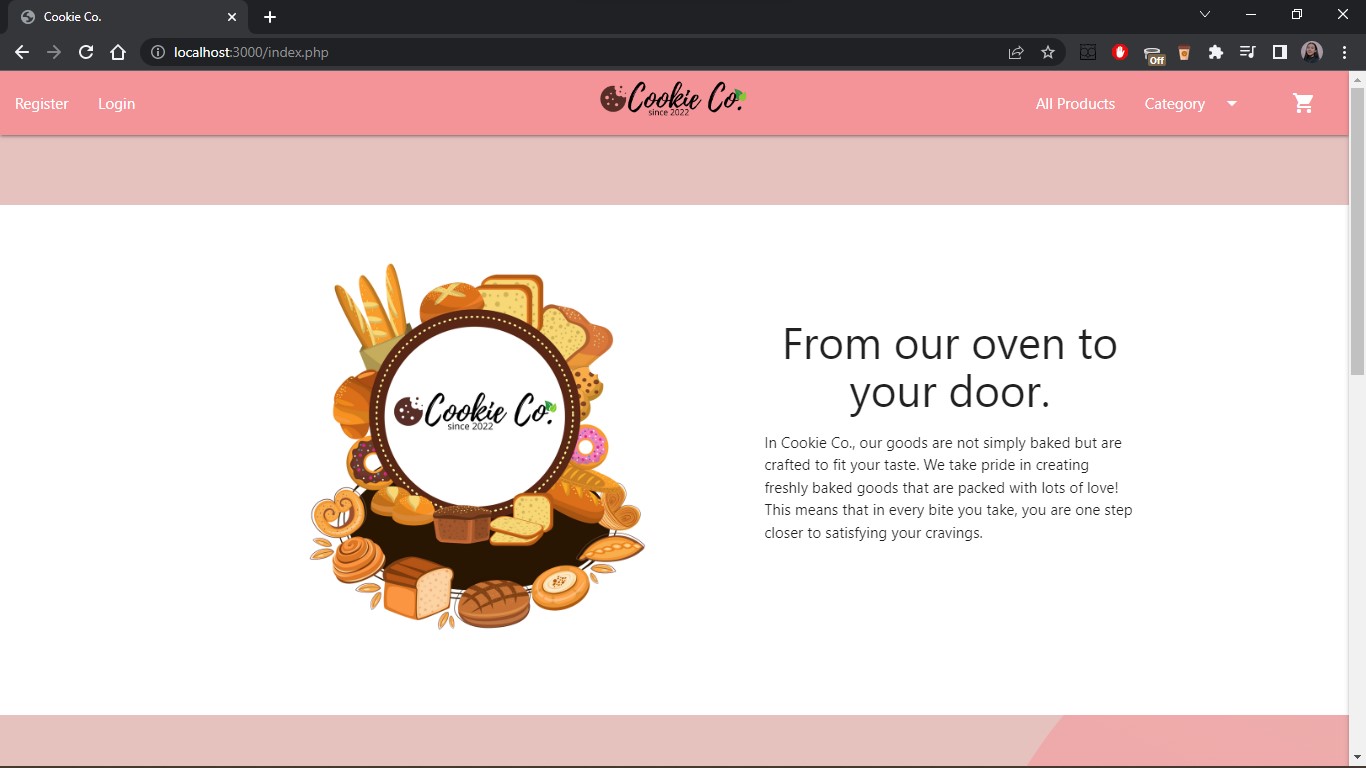 Cookie Co.
localhost:3000/index.php
Off
Register
Login
Cookie Co.
since 2022
All Products
Category
Cookie Co.
since 2022
From our oven to
your door.
In Cookie Co., our goods are not simply baked but are
crafted to fit your taste. We take pride in creating
freshly baked goods that are packed with lots of love!
This means that in every bite you take, you are one step
closer to satisfying your cravings.